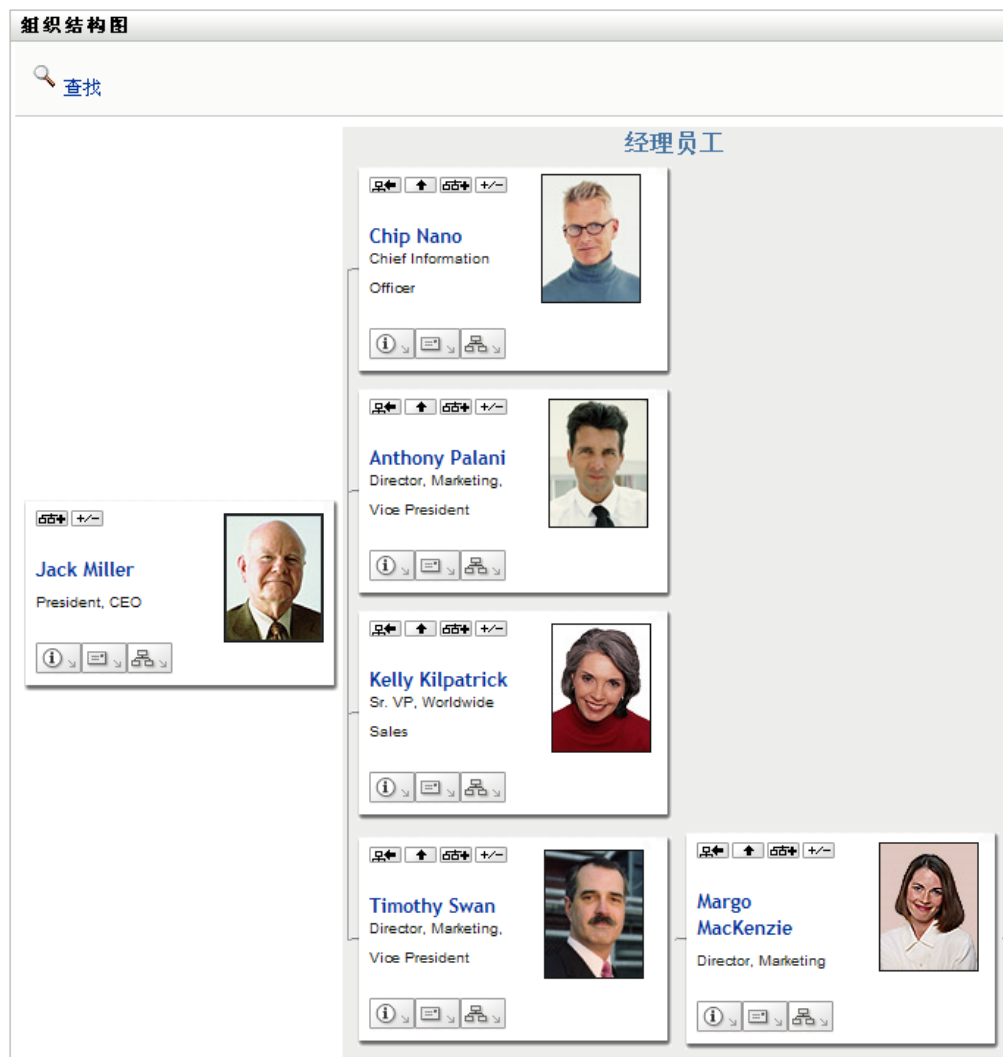 组织结构图
查找
经理员工
+/−
Chip Nano
Chief Information
Officer
+/−
Anthony Palani
Director, Marketing,
Vice President
+/−
Jack Miller
President, CEO
+/−
Kelly Kilpatrick
Sr. VP, Worldwide
Sales
+/−
Timothy Swan
Director, Marketing,
Vice President
+/−
Margo
MacKenzie
Director, Marketing